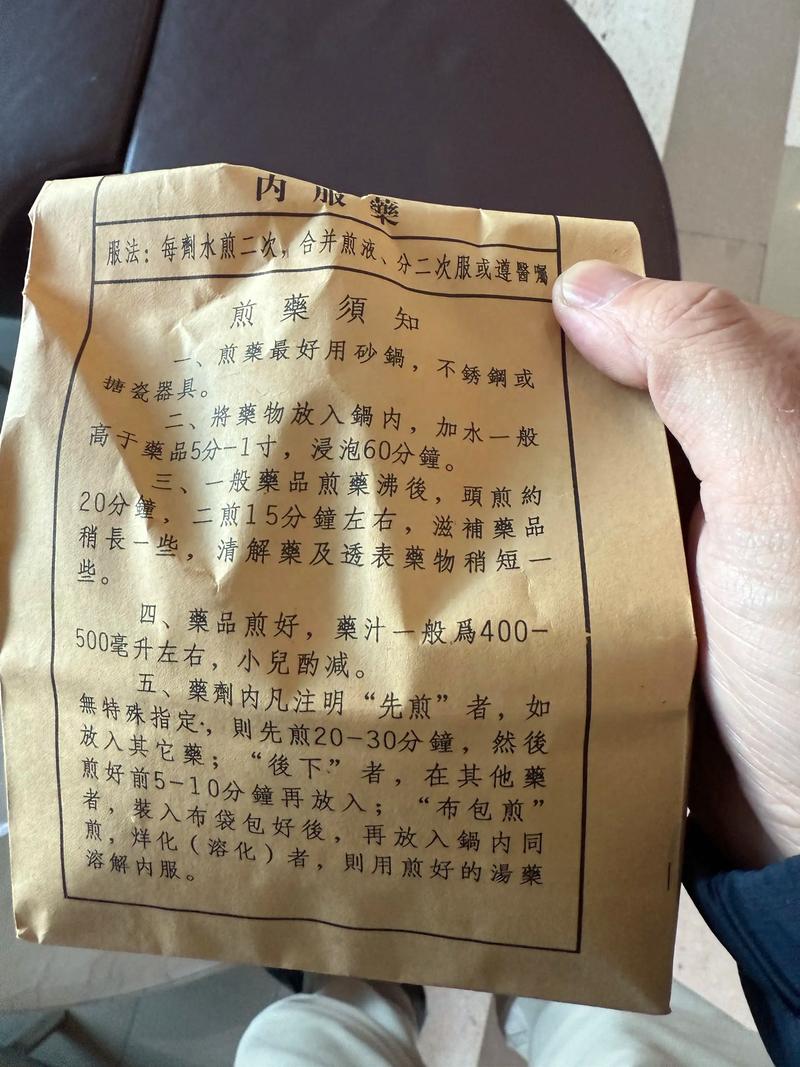 内服藥
服法：每劑水煎二次，合并煎液、分二次服或遵醫囑
煎藥須知
一、煎藥最好用砂鍋，不銹鋼或
搪瓷器具。
二、將藥物放入鍋内，加水一般
高于藥品5分-1寸，浸泡60分鐘。
三、一般藥品煎藥沸後，頭煎約
20分鐘，二煎15分鐘左右，滋補藥品
稍長一些，清解藥及透表藥物稍短一
些。
四、藥品煎好，藥汁一般爲400-
500毫升左右，小兒酌减。
五、藥劑内凡注明“先煎”者，如
無特殊指定，則先煎20-30分鐘，然後
放入其它藥；“後下”者，在其他藥
煎好前5-10分鐘再放入；“布包煎”
者，裝入布袋包好後，再放入鍋内同
煎，烊化（溶化）者，則用煎好的湯藥
溶解内服。